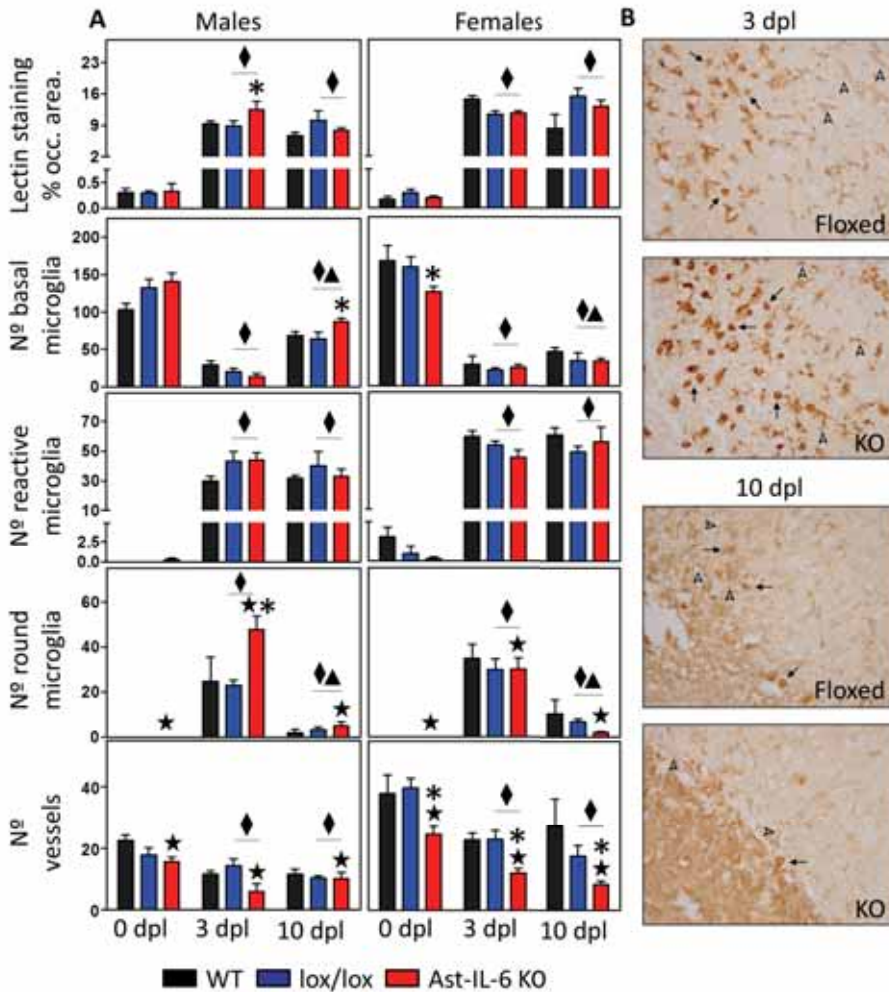 A
Males
Females
B
3 dpl
Lectin staining
% occ. area.
23
16
9
2
0.5
0.0
♦
♦
*
♦
♦
A
A
A
Floxed
Nº basal
microglia
200
150
100
50
0
♦
♦▲
*
*
♦
♦▲
A
A
A
KO
Nº reactive
microglia
70
50
30
10
2.5
0.0
♦
♦
♦
♦
10 dpl
A
A
A
Floxed
Nº round
microglia
60
40
20
0
★
♦
★*
♦▲
★
★
♦
★
♦▲
★
Nº
vessels
40
20
0
★
♦
★
♦
★
*
★
♦
*
★
♦
*
★
A
A
KO
0 dpl
3 dpl
10 dpl
0 dpl
3 dpl
10 dpl
WT
lox/lox
Ast-IL-6 KO